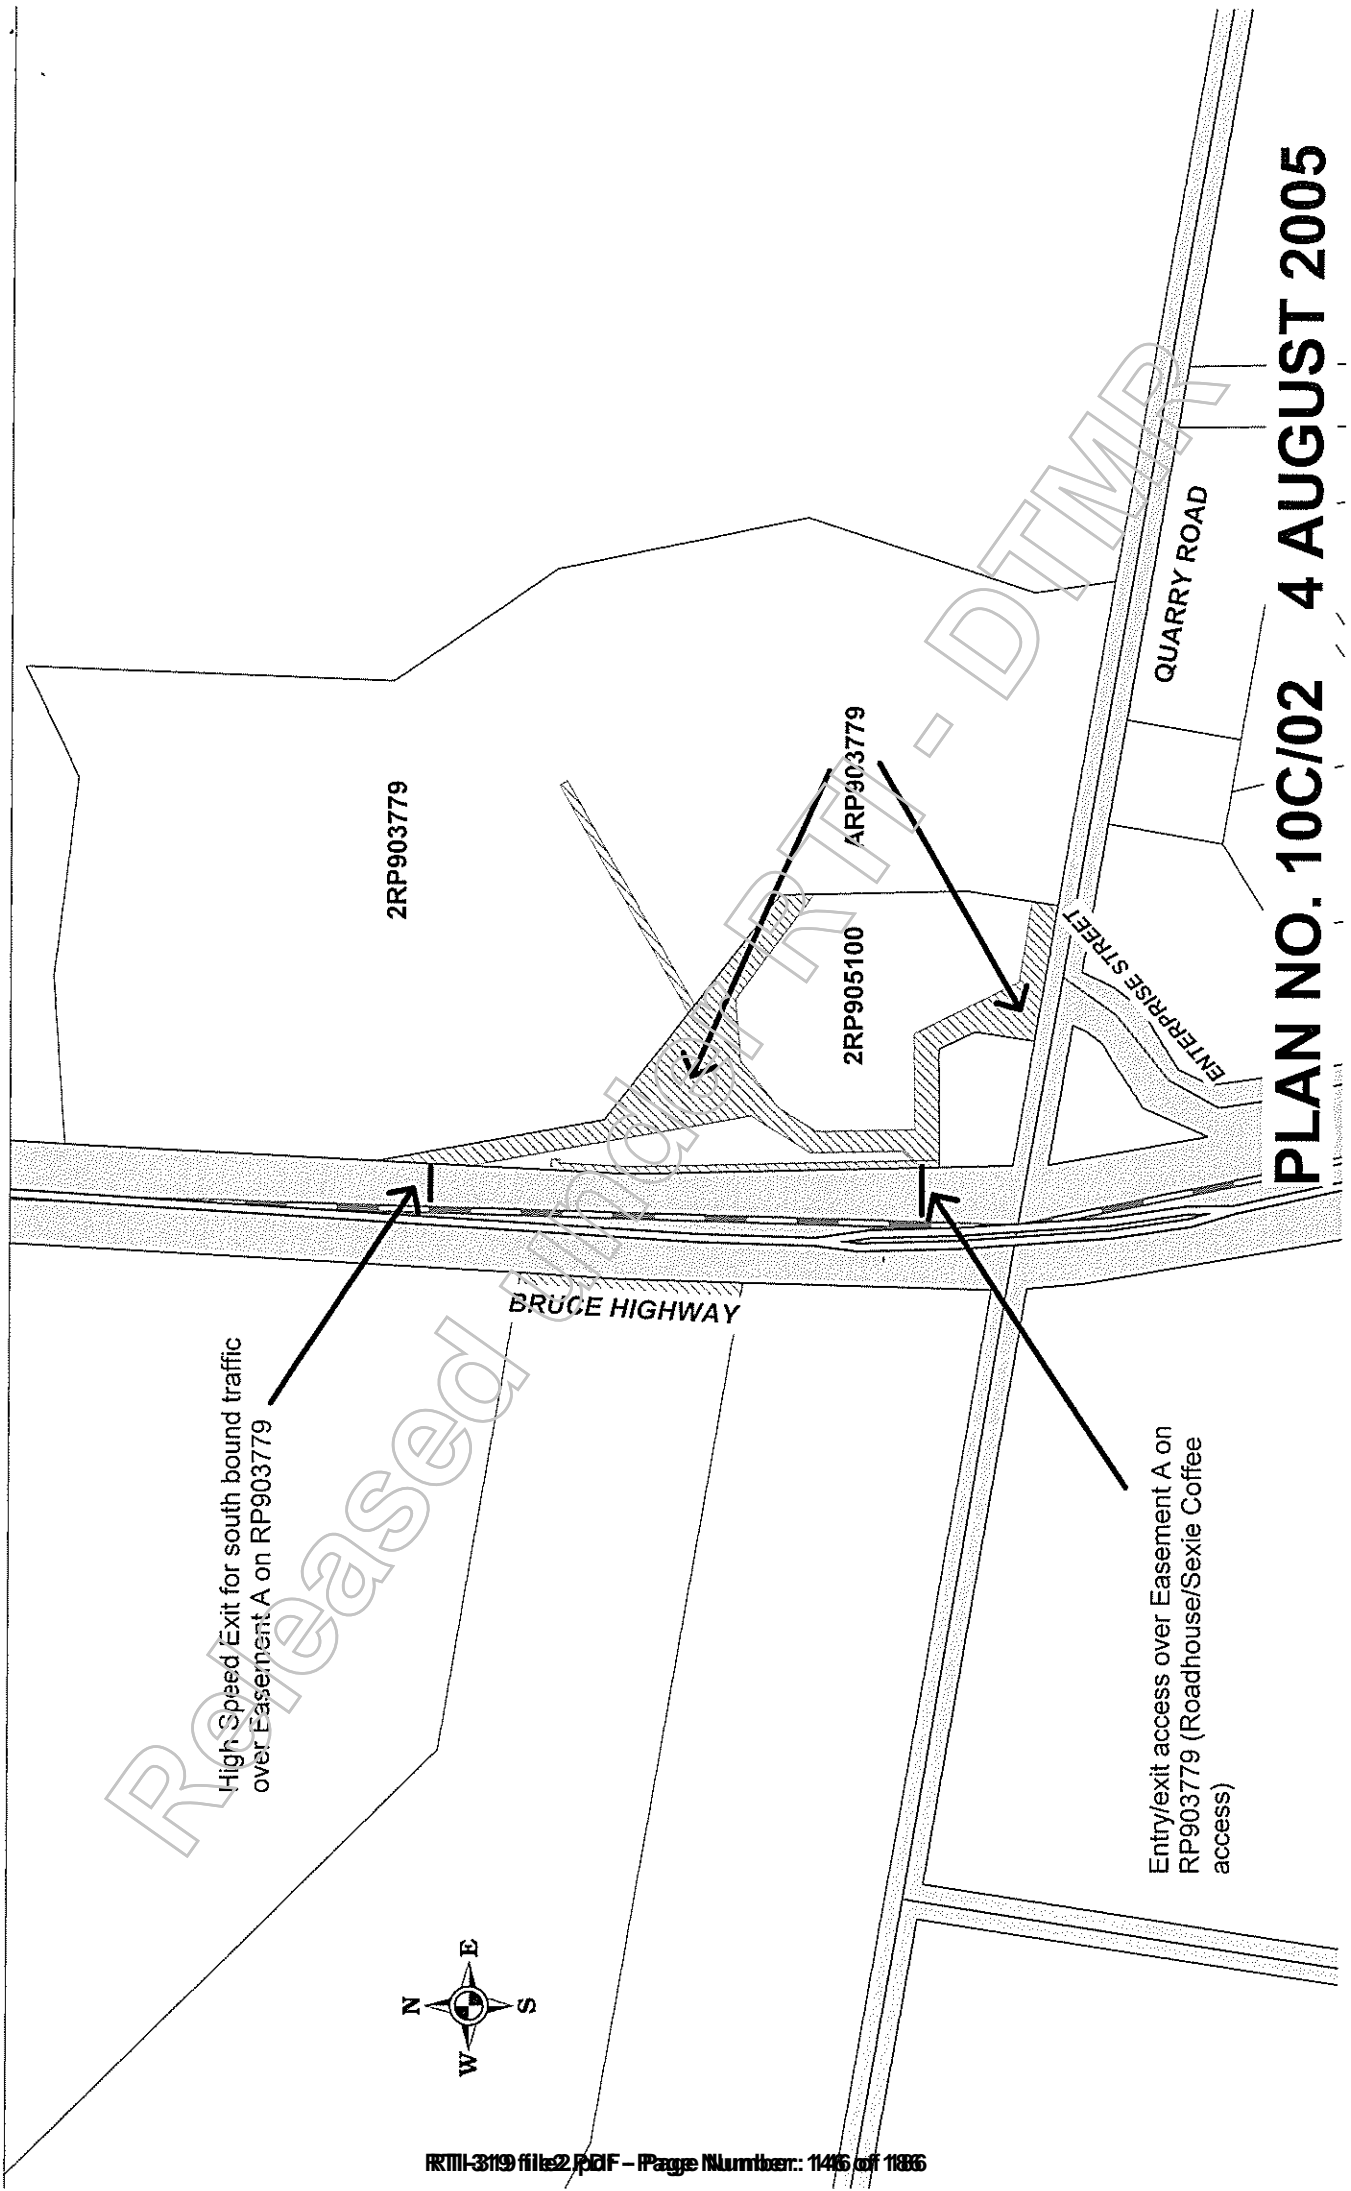 High Speed Exit for south bound traffic
over Easement A on RP903779
2RP903779
ARP903779
2RP905100
BRUCE HIGHWAY
QUARRY ROAD
ENTERPRISE STREET
Entry/exit access over Easement A on
RP903779 (Roadhouse/Sexie Coffee
access)
N
W E
S
PLAN NO. 10C/02 4 AUGUST 2005
Released under RTI - DTMR
RTI-319 file2.pdf - Page Number: 146 of 186